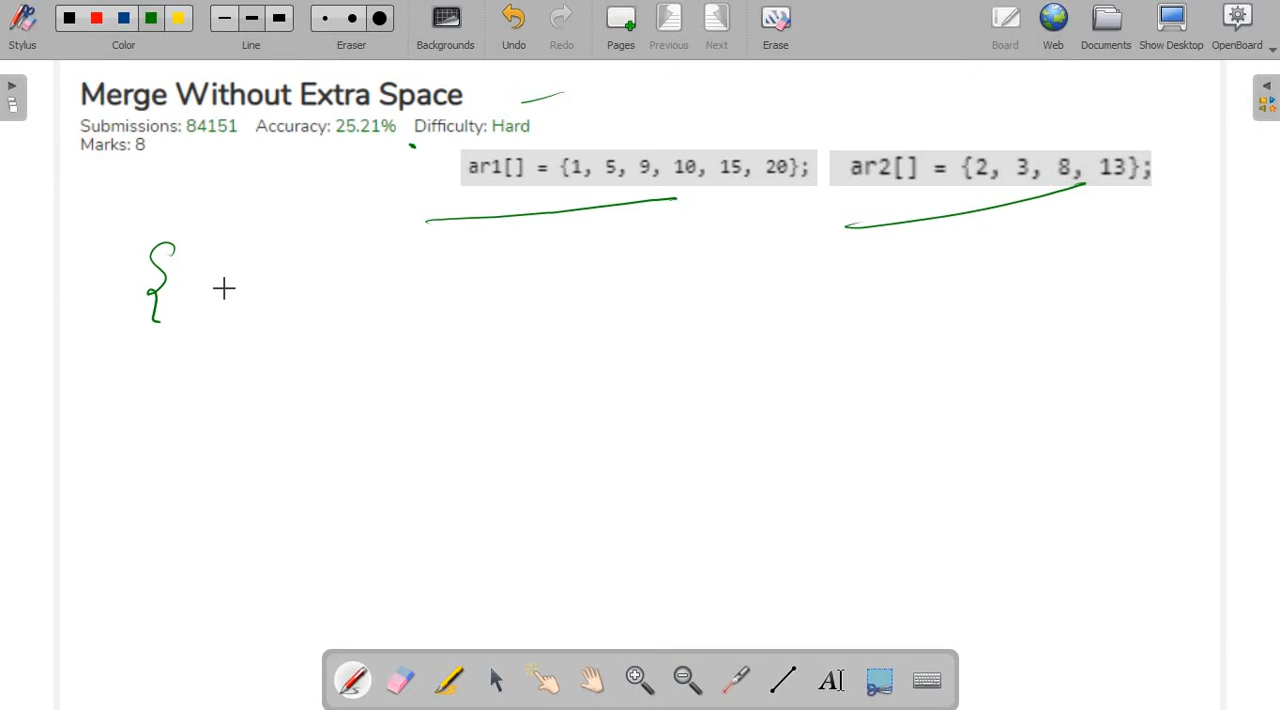 Stylus Color Line Eraser Backgrounds Undo Redo Pages Previous Next Erase Board Web Documents Show Desktop OpenBoard
Merge Without Extra Space
Submissions: 84151 Accuracy: 25.21% Difficulty: Hard
Marks: 8
ar1[] = {1, 5, 9, 10, 15, 20}; ar2[] = {2, 3, 8, 13};
{
AI